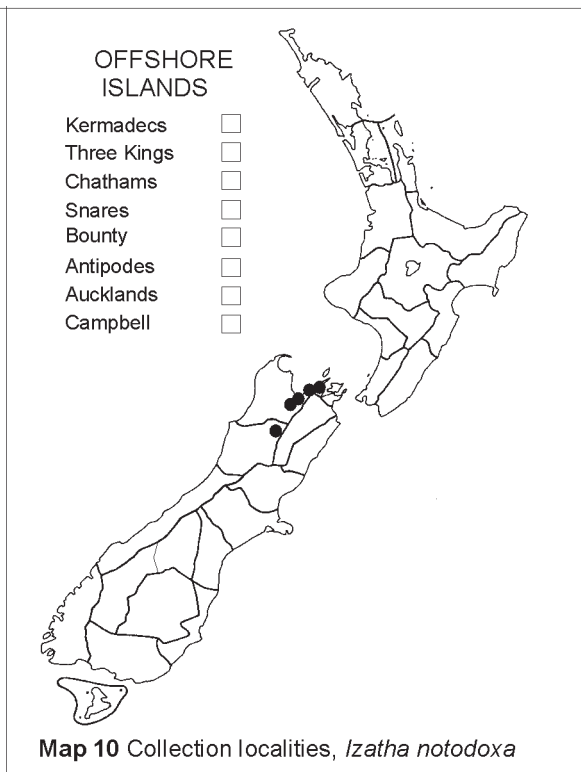 OFFSHORE
ISLANDS
Kermadecs
Three Kings
Chathams
Snares
Bounty
Antipodes
Aucklands
Campbell
Map 10 Collection localities, Izatha notodoxa